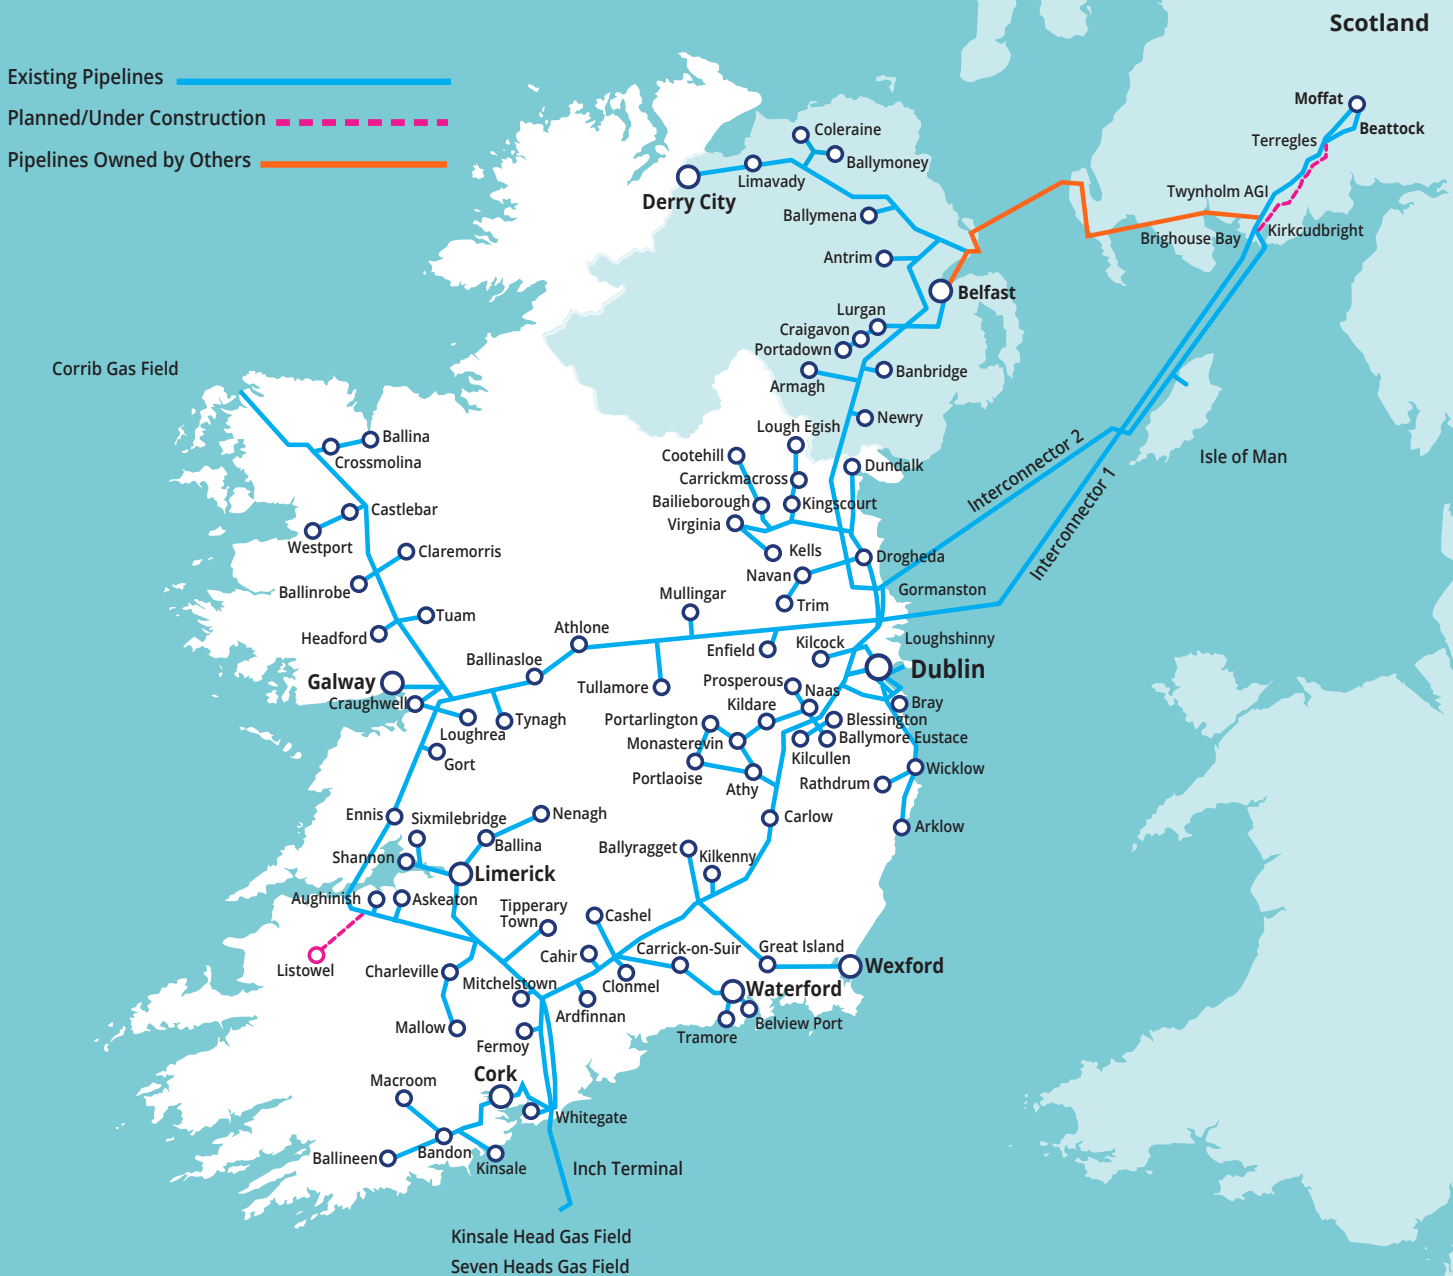 Scotland
Existing Pipelines
Planned/Under Construction
Pipelines Owned by Others
Moffat
Beattock
Terregles
Twynholm AGI
Kirkcudbright
Brighouse Bay
Coleraine
Ballymoney
Limavady
Derry City
Ballymena
Antrim
Belfast
Lurgan
Craigavon
Portadown
Armagh
Banbridge
Newry
Corrib Gas Field
Ballina
Crossmolina
Lough Egish
Cootehill
Carrickmacross
Dundalk
Bailieborough
Kingscourt
Virginia
Kells
Interconnector 2
Interconnector 1
Isle of Man
Castlebar
Westport
Claremorris
Ballinrobe
Drogheda
Navan
Gormanston
Trim
Mullingar
Tuam
Headford
Athlone
Enfield
Kilcock
Loughshinny
Dublin
Ballinasloe
Galway
Tullamore
Prosperous
Naas
Craughwell
Bray
Kildare
Tynagh
Portarlington
Blessington
Loughrea
Monasterevin
Ballymore Eustace
Gort
Kilcullen
Portlaoise
Athy
Rathdrum
Wicklow
Ennis
Sixmilebridge
Nenagh
Carlow
Arklow
Ballina
Shannon
Ballyragget
Kilkenny
Limerick
Aughinish
Askeaton
Tipperary
Town
Cashel
Listowel
Charleville
Cahir
Carrick-on-Suir
Great Island
Wexford
Mitchelstown
Clonmel
Waterford
Ardfinnan
Belview Port
Mallow
Tramore
Fermoy
Cork
Macroom
Whitegate
Bandon
Ballineen
Kinsale
Inch Terminal
Kinsale Head Gas Field
Seven Heads Gas Field